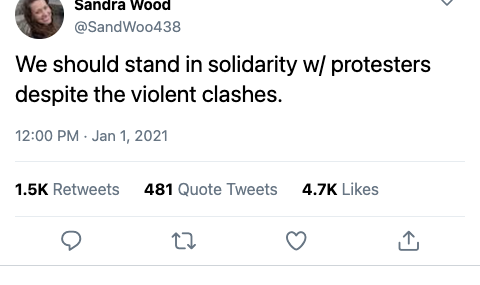 Sandra Wood
@SandWoo438
We should stand in solidarity w/ protesters
despite the violent clashes.
12:00 PM · Jan 1, 2021
1.5K Retweets 481 Quote Tweets 4.7K Likes